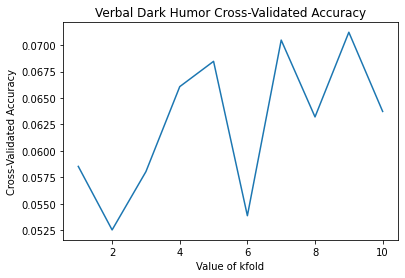 Verbal Dark Humor Cross-Validated Accuracy
0.0700
0.0675
0.0650
0.0625
0.0600
0.0575
0.0550
0.0525
Cross-Validated Accuracy
2 4 6 8 10
Value of kfold